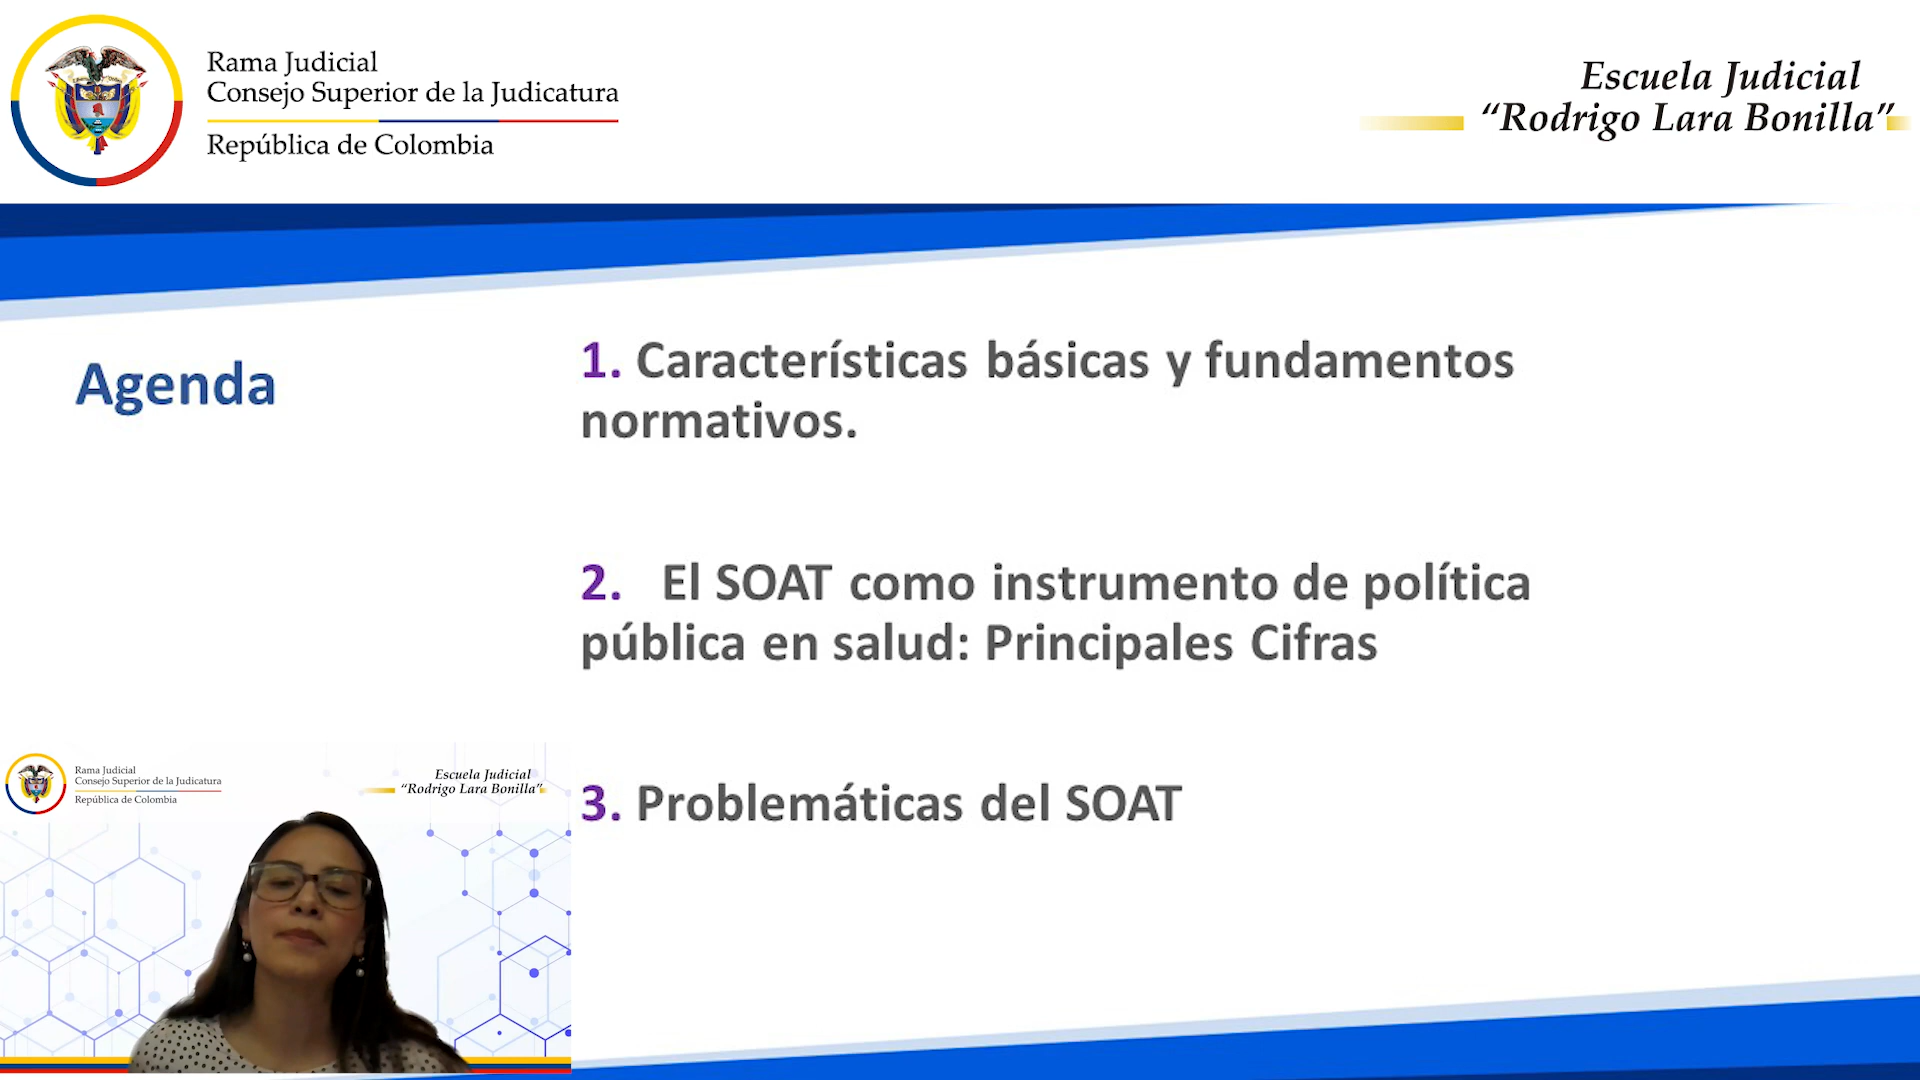 Rama Judicial
Consejo Superior de la Judicatura
República de Colombia
Escuela Judicial
“Rodrigo Lara Bonilla”
Agenda
1. Características básicas y fundamentos
normativos.
2. El SOAT como instrumento de política
pública en salud: Principales Cifras
3. Problemáticas del SOAT
Rama Judicial
Consejo Superior de la Judicatura
República de Colombia
Escuela Judicial
“Rodrigo Lara Bonilla”